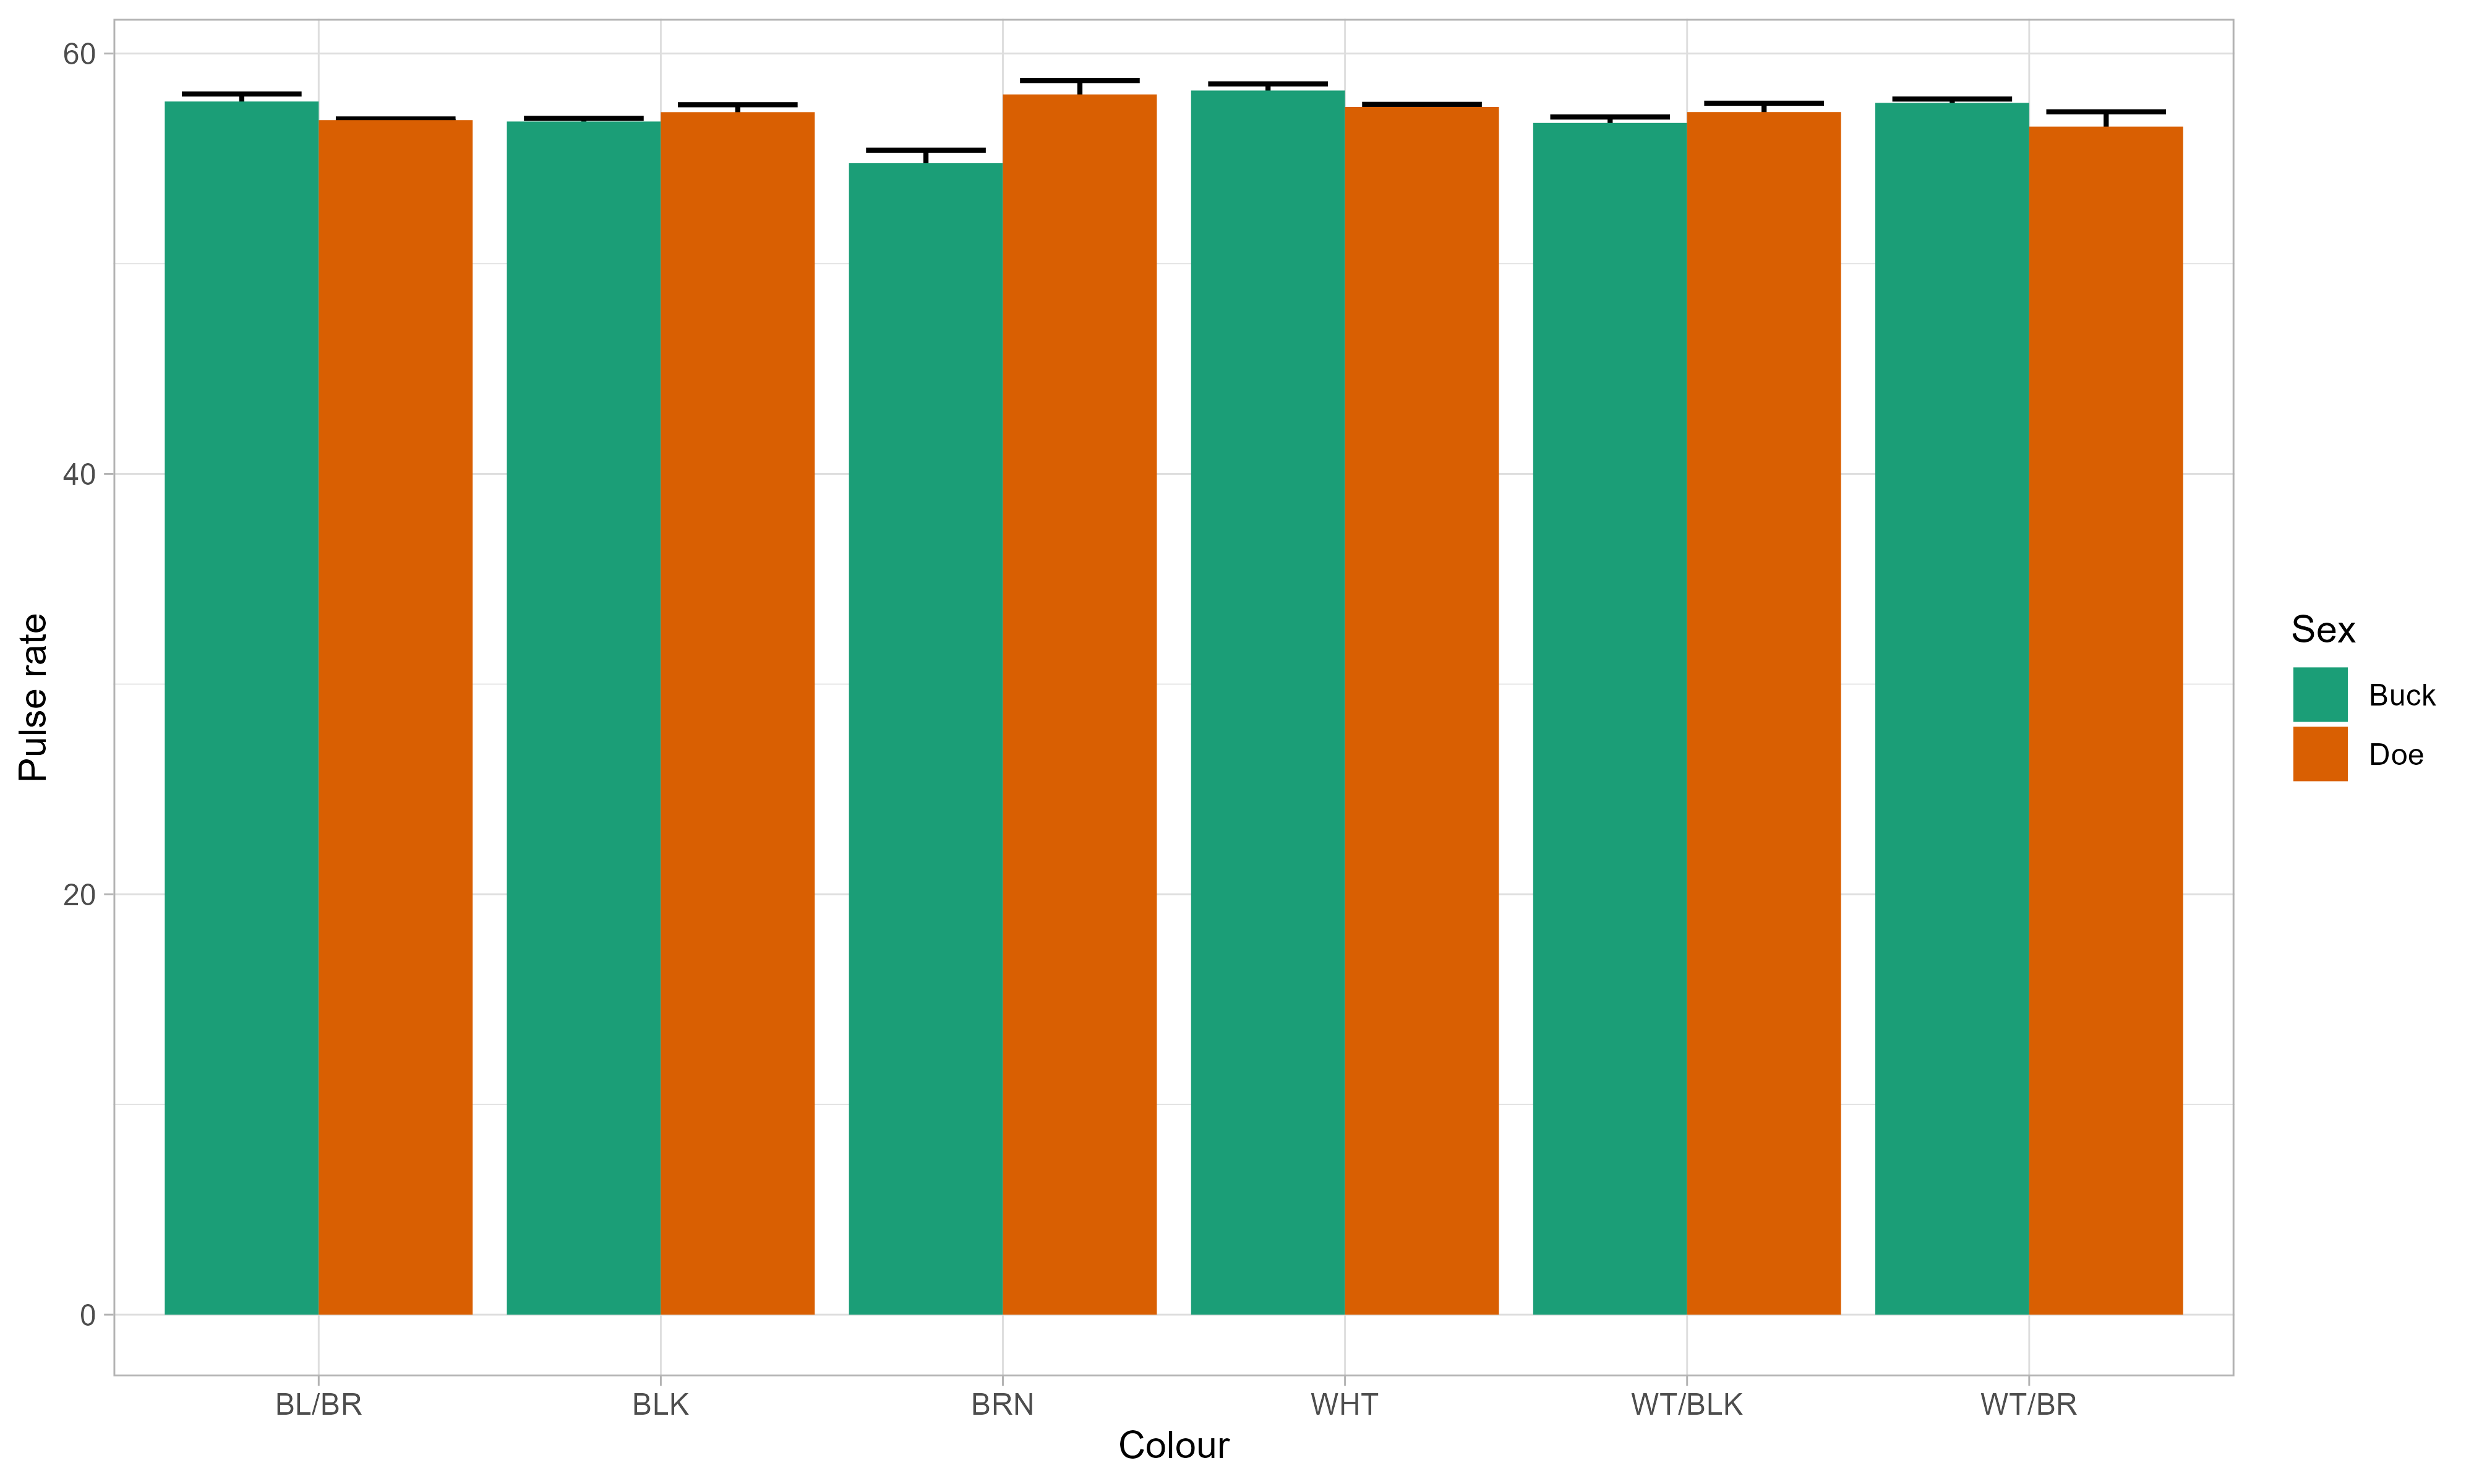 60
40
20
0
Pulse rate
BL/BR BLK BRN WHT WT/BLK WT/BR
Colour
Sex
Buck
Doe